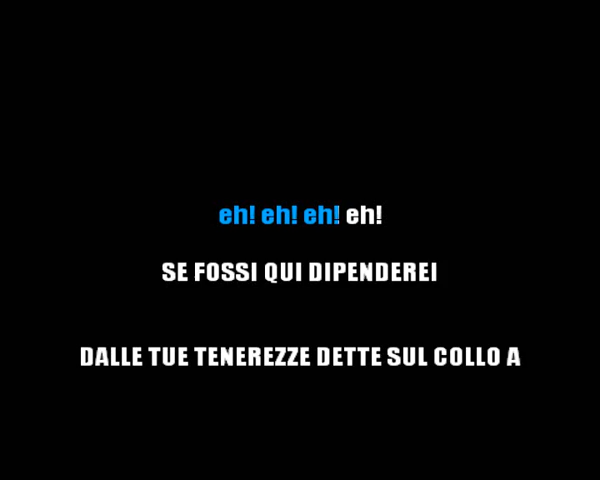 eh! eh! eh! eh!
SE FOSSI QUI DIPENDEREI
DALLE TUE TENEREZZE DETTE SUL COLLO A